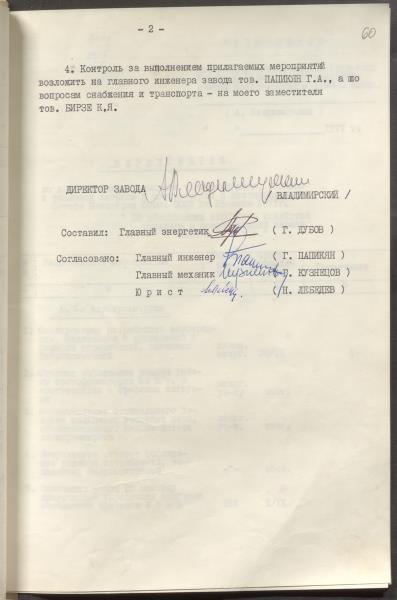 - 2 -
60
4. Контроль за выполнением прилагаемых мероприятий
возложить на главного инженера завода тов. ПАПИКЯН Г.А., а по
вопросам снабжения и транспорта - на моего заместителя
тов. БИРЗЕ К.Я.
ДИРЕКТОР ЗАВОДА /ВЛАДИМИРСКИЙ /
Составил: Главный энергетик ( Г. ДУБОВ )
Согласовано: Главный инженер ( Г. ПАПИКЯН )
Главный механик КУЗНЕЦОВ )
Ю р и с т ( Н. ЛЕБЕДЕВ )